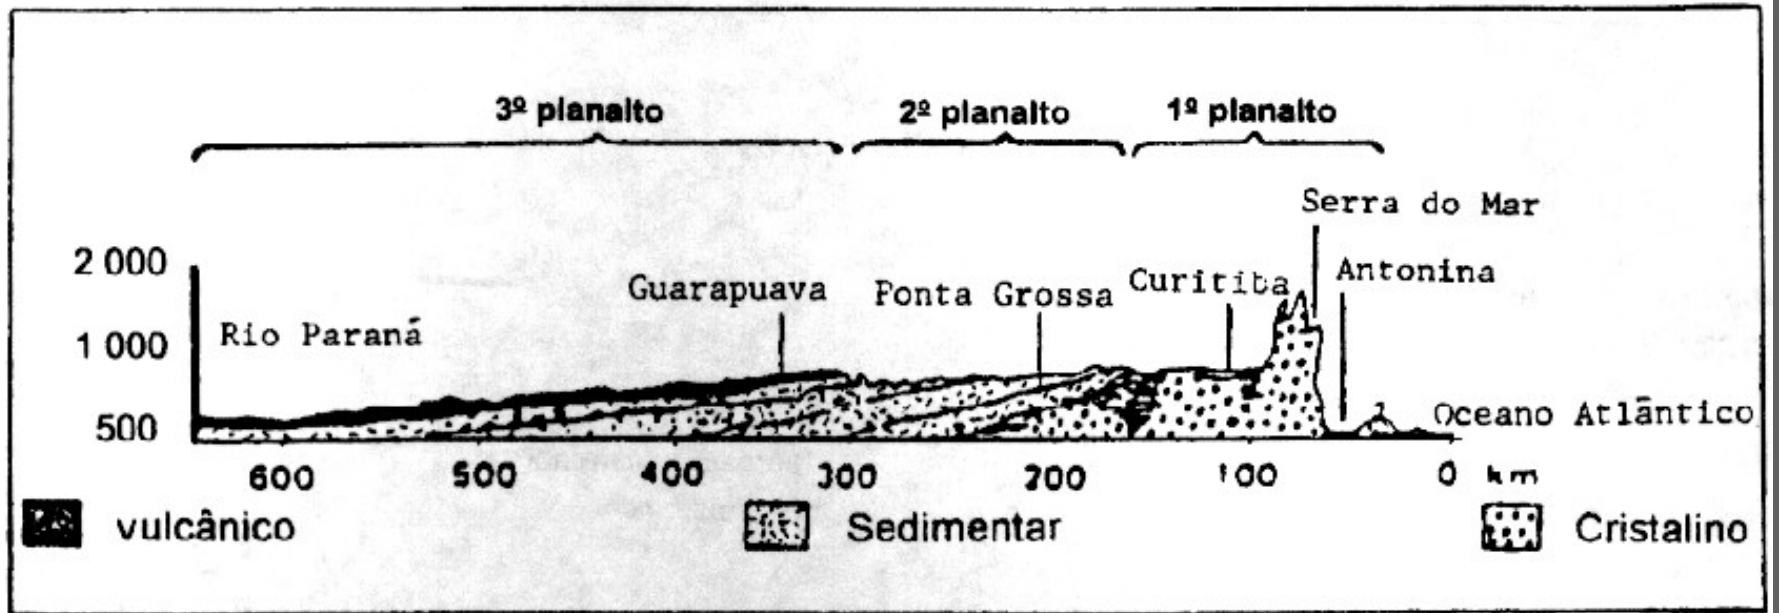 3º planalto 2º planalto 1º planalto
Serra do Mar
2 000
Guarapuava Ponta Grossa Curitiba Antonina
Rio Paraná
1 000
500 Oceano Atlântico
600 500 400 300 200 100 0 km
vulcânico Sedimentar Cristalino